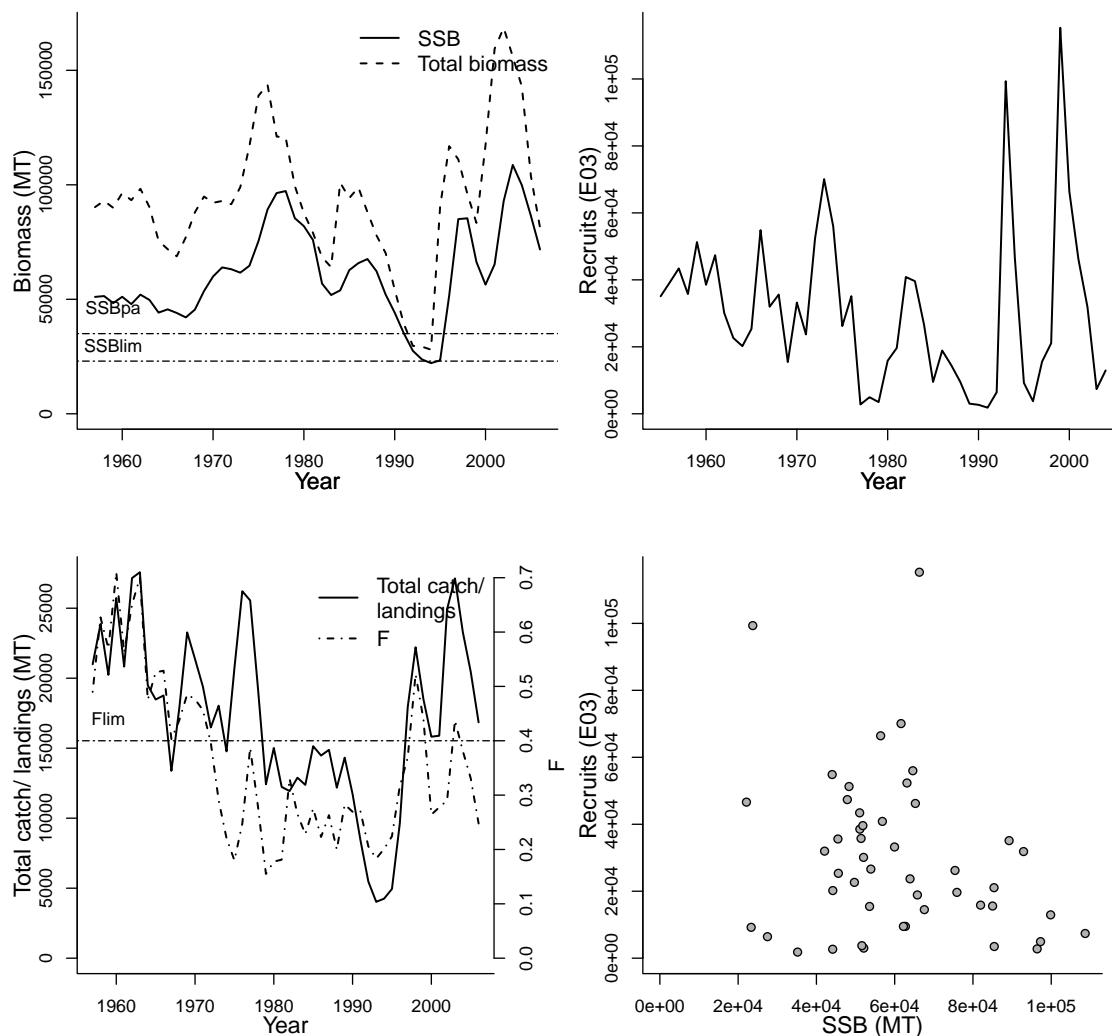 SSB
Total biomass
SSBpa
SSBlim
Biomass (MT)
0
50000
100000
150000
1960
1970
1980
1990
2000
Year
Recruits (E03)
0e+00
2e+04
4e+04
6e+04
8e+04
1e+05
1960
1970
1980
1990
2000
Year
Total catch/
landings
F
Flim
Total catch/ landings (MT)
0
5000
10000
15000
20000
25000
F
0.0
0.1
0.2
0.3
0.4
0.5
0.6
0.7
1960
1970
1980
1990
2000
Year
Recruits (E03)
0e+00
2e+04
4e+04
6e+04
8e+04
1e+05
0e+00
2e+04
4e+04
6e+04
8e+04
1e+05
SSB (MT)